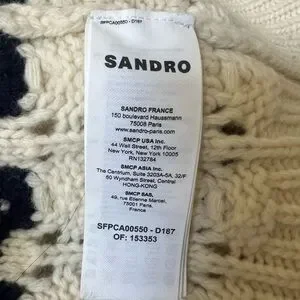 SFPCA00550 - D187
SANDRO
SANDRO FRANCE
150 boulevard Haussmann
75008 Paris
www.sandro-paris.com
SMCP USA Inc.
44 Wall Street, 12th Floor
New York, New York 10005
RN132784
SMCP ASIA Inc.
The Centrium, Suite 3203A-5A, 32/F
60 Wyndham Street, Central
HONG-KONG
SMCP SAS,
49, rue Etienne Marcel,
75001 Paris.
France
SFPCA00550 - D187
OF: 153353